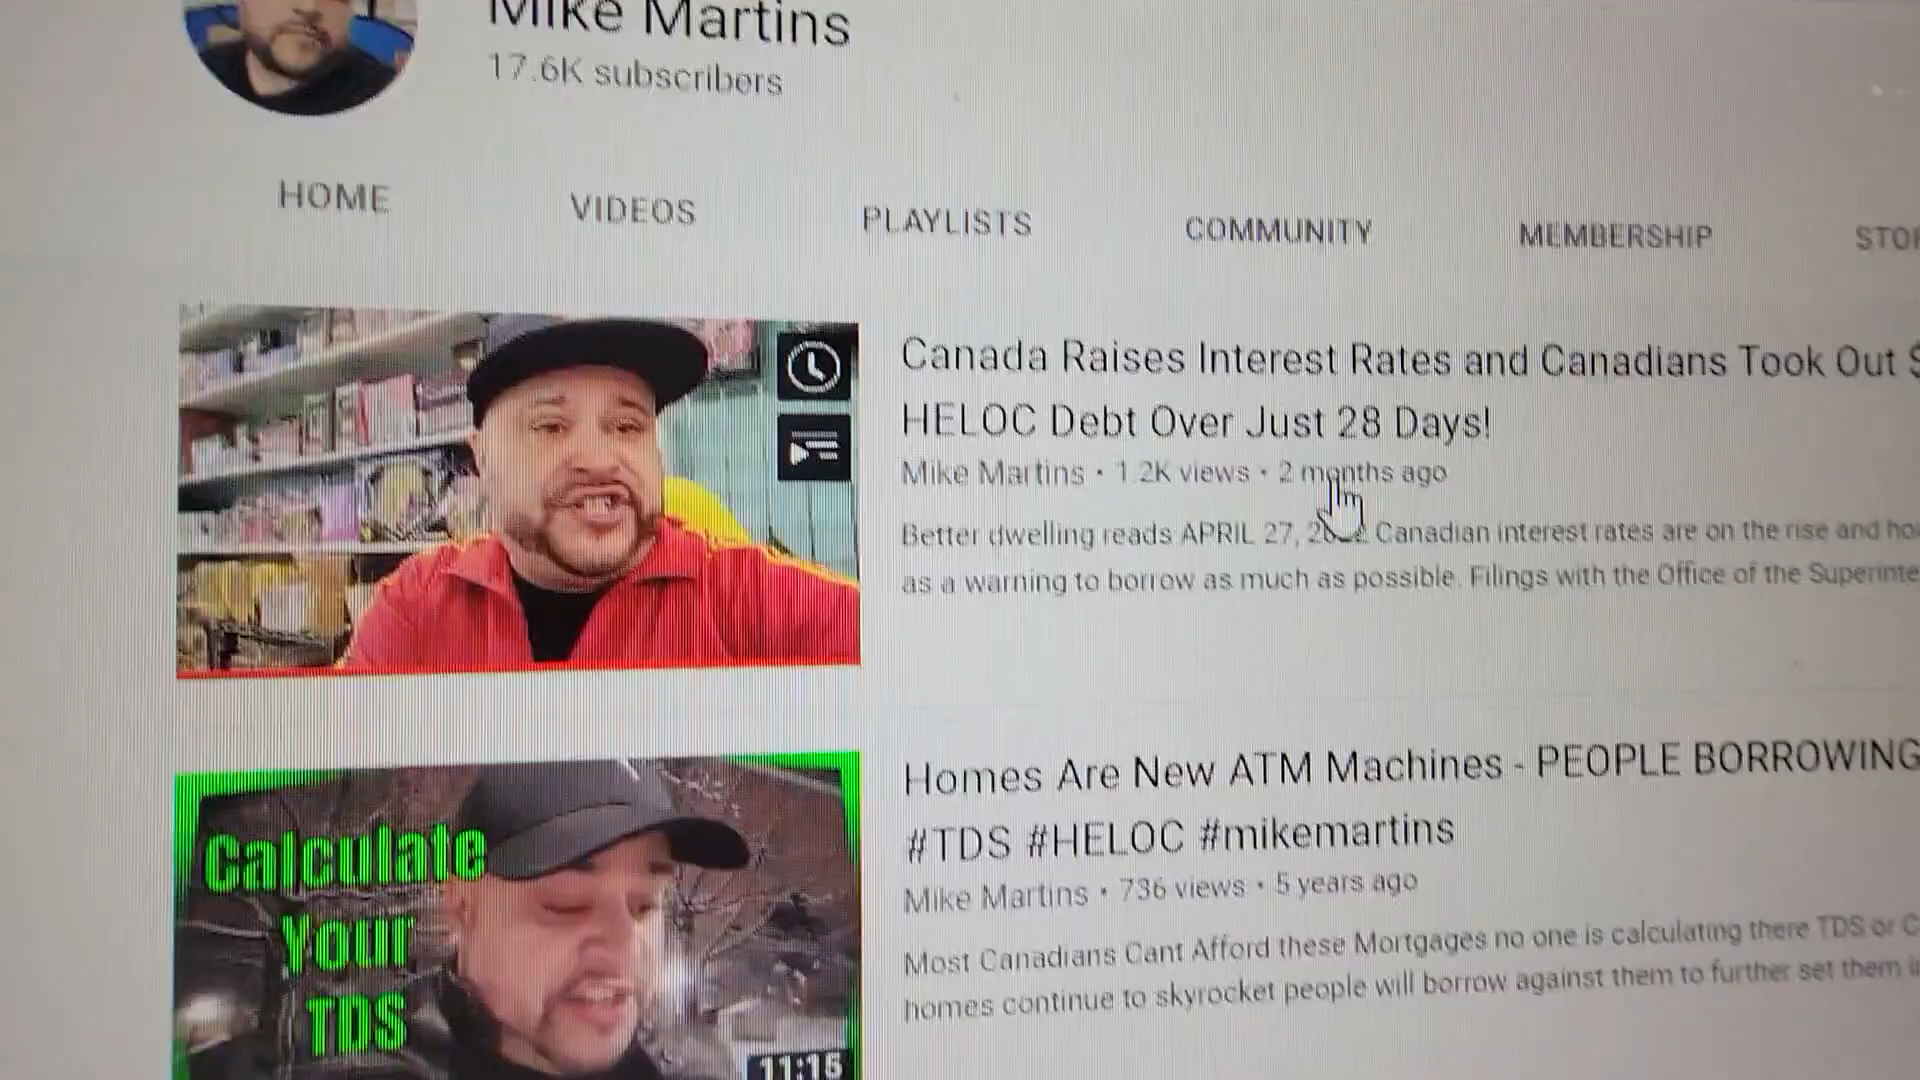 Mike Martins
17.6K subscribers
HOME VIDEOS PLAYLISTS COMMUNITY MEMBERSHIP
Canada Raises Interest Rates and Canadians Took Out
HELOC Debt Over Just 28 Days!
Mike Martins • 1.2K views • 2 months ago
Better dwelling reads APRIL 27, Canadian interest rates are on the rise and
as a warning to borrow as much as possible. Filings with the Office of the
Calculate
Your
TDS
11:15
Homes Are New ATM Machines - PEOPLE BORROWING
#TDS #HELOC #mikemartins
Mike Martins • 736 views • 5 years ago
Most Canadians Cant Afford these Mortgages no one is calculating there TDS or
homes continue to skyrocket people will borrow against them to further set them